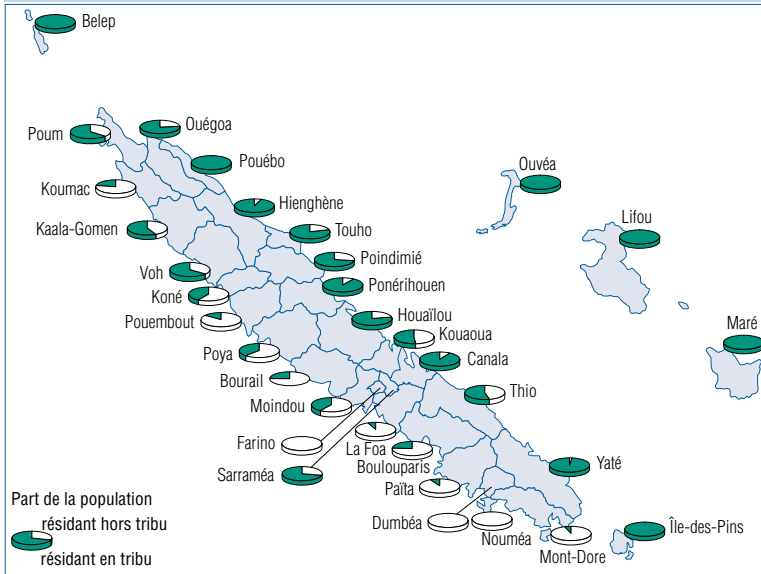 Belep
Ouégoa
Poum
Pouébo
Koumac
Ouvéa
Hienghène
Lifou
Kaala-Gomen
Touho
Poindimié
Voh
Ponérihouen
Koné
Houaïlou
Pouembout
Kouaoua
Maré
Poya
Canala
Bourail
Thio
Moindou
Farino
La Foa
Boulouparis
Sarraméa
Yaté
Païta
Dumbéa
Nouméa
Île-des-Pins
Mont-Dore
Part de la population
résidant hors tribu
résidant en tribu